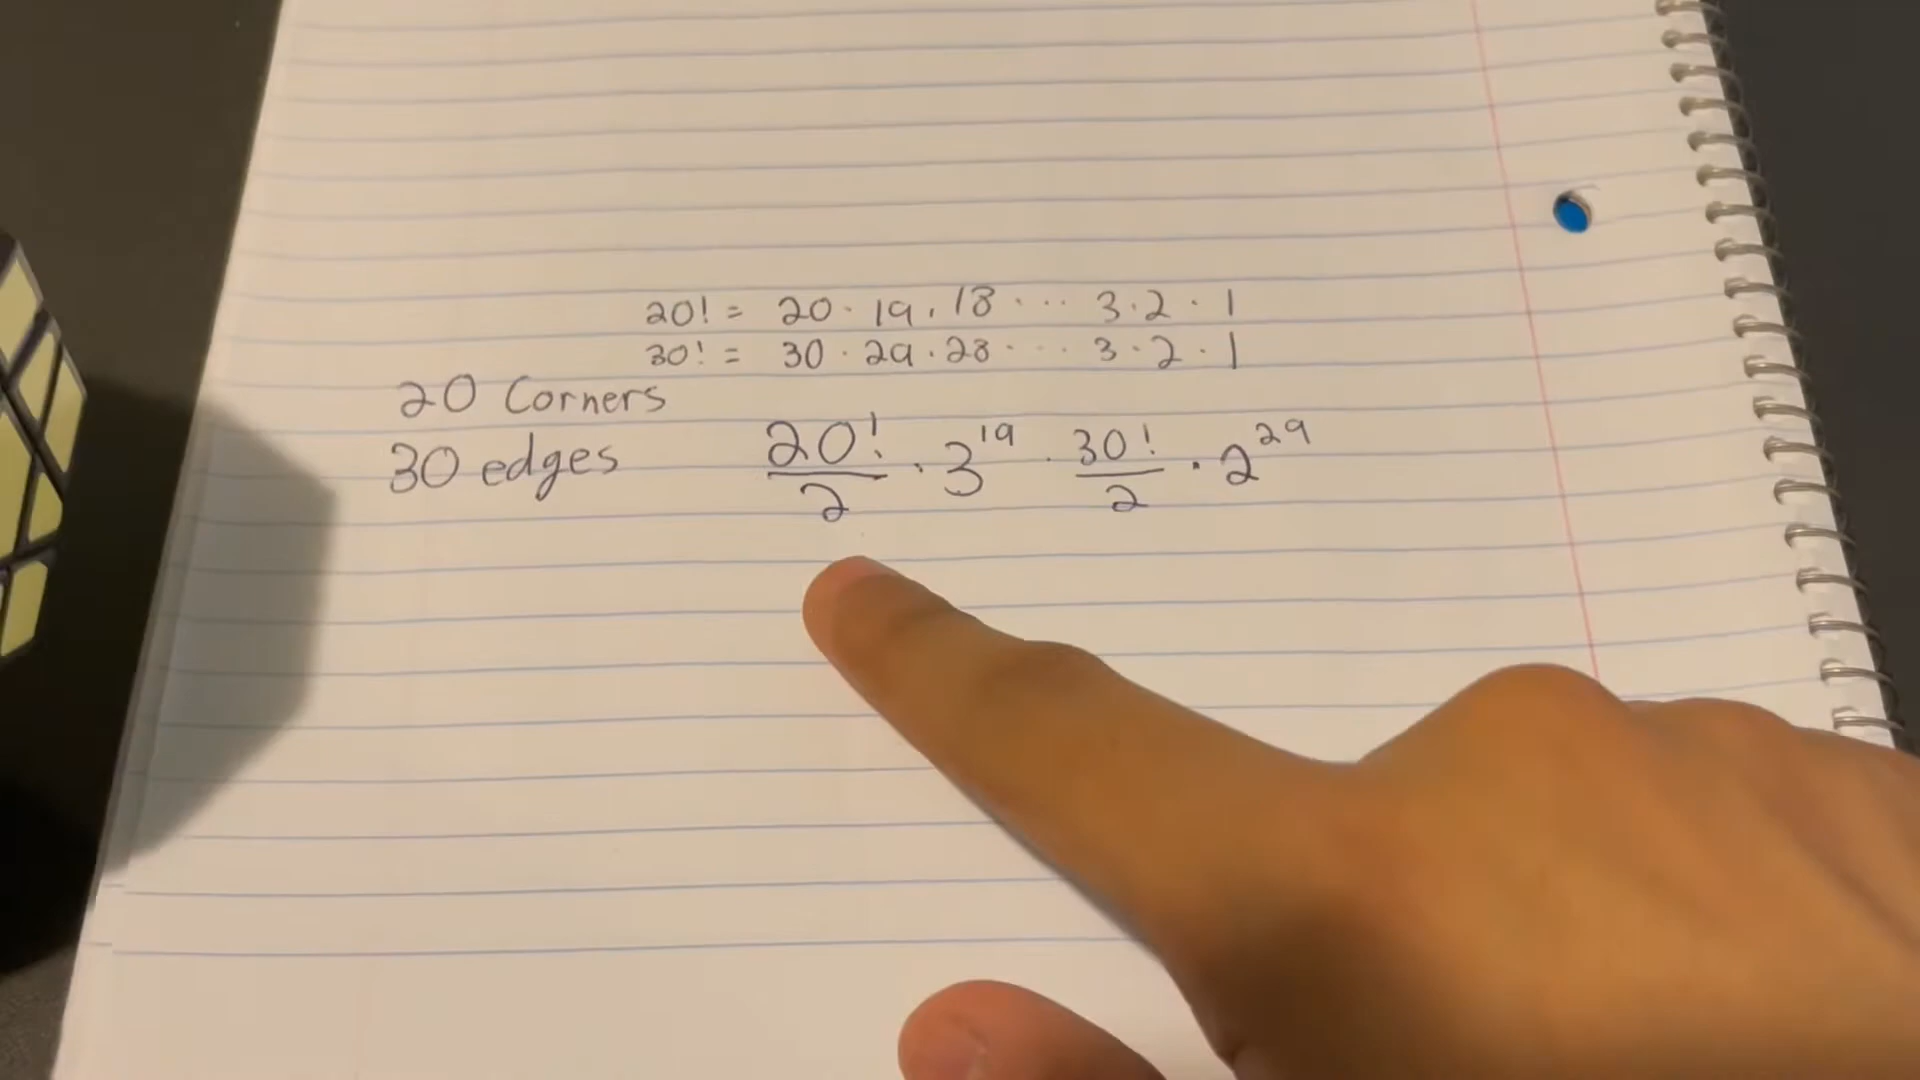 20! = 20 · 19 · 18 · ... 3 · 2 · 1
30! = 30 · 29 · 28 · ... 3 · 2 · 1
20 Corners
30 edges
20!/2 · 3^19 · 30!/2 · 2^29